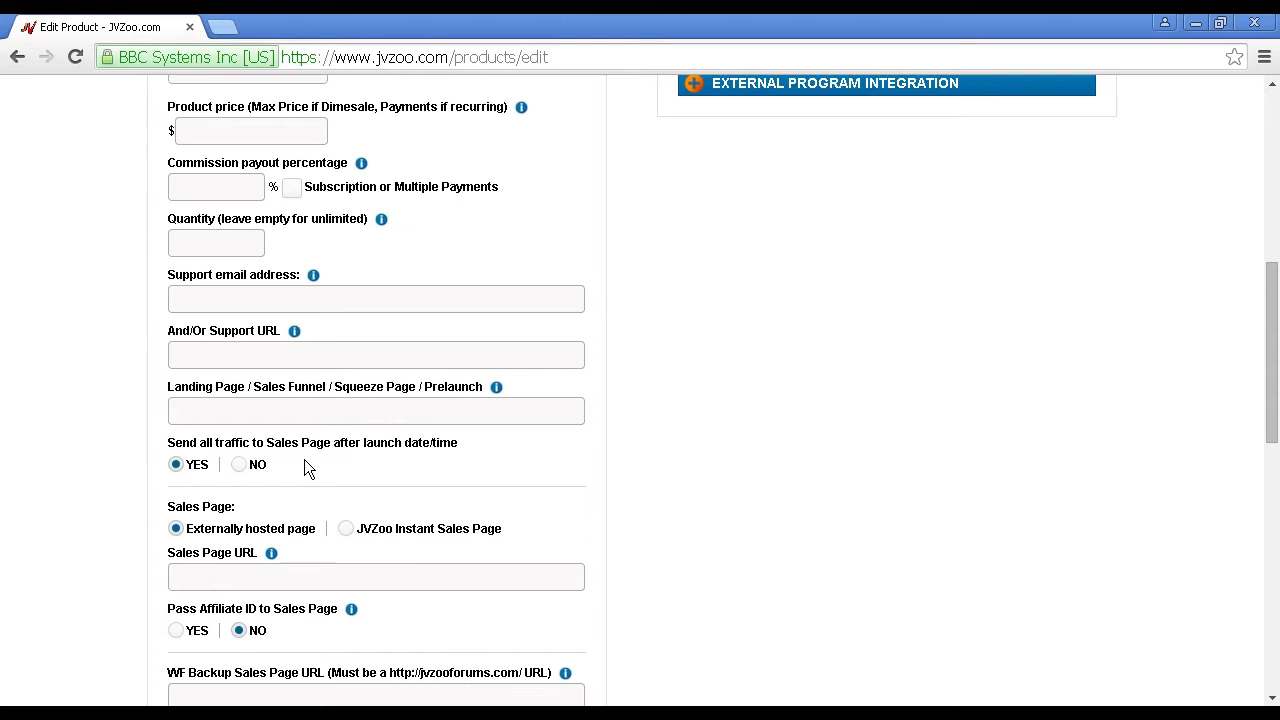 Edit Product - JVZoo.com
BBC Systems Inc [US] https://www.jvzoo.com/products/edit
EXTERNAL PROGRAM INTEGRATION
Product price (Max Price if Dimesale, Payments if recurring)
$
Commission payout percentage
% Subscription or Multiple Payments
Quantity (leave empty for unlimited)
Support email address:
And/Or Support URL
Landing Page / Sales Funnel / Squeeze Page / Prelaunch
Send all traffic to Sales Page after launch date/time
YES | NO
Sales Page:
Externally hosted page | JVZoo Instant Sales Page
Sales Page URL
Pass Affiliate ID to Sales Page
YES | NO
WF Backup Sales Page URL (Must be a http://jvzooforums.com/ URL)